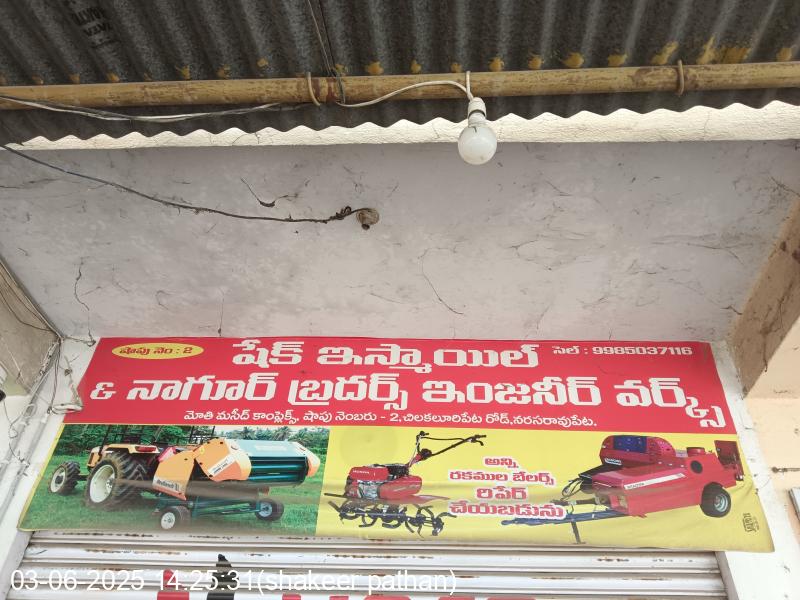 షాపు నెం : 2
షేక్ ఇస్మాయిల్
సెల్ : 9985037116
& నాగూర్ బ్రదర్స్ ఇంజనీర్ వర్క్స్
మోతి మసీద్ కాంప్లెక్స్, షాపు నెంబరు - 2, చిలకలూరిపేట రోడ్, నరసరావుపేట.
అన్ని
రకముల బేలర్స్
రిపేర్
చేయబడును
03-06-2025 14:25:31(shakeer pathan)